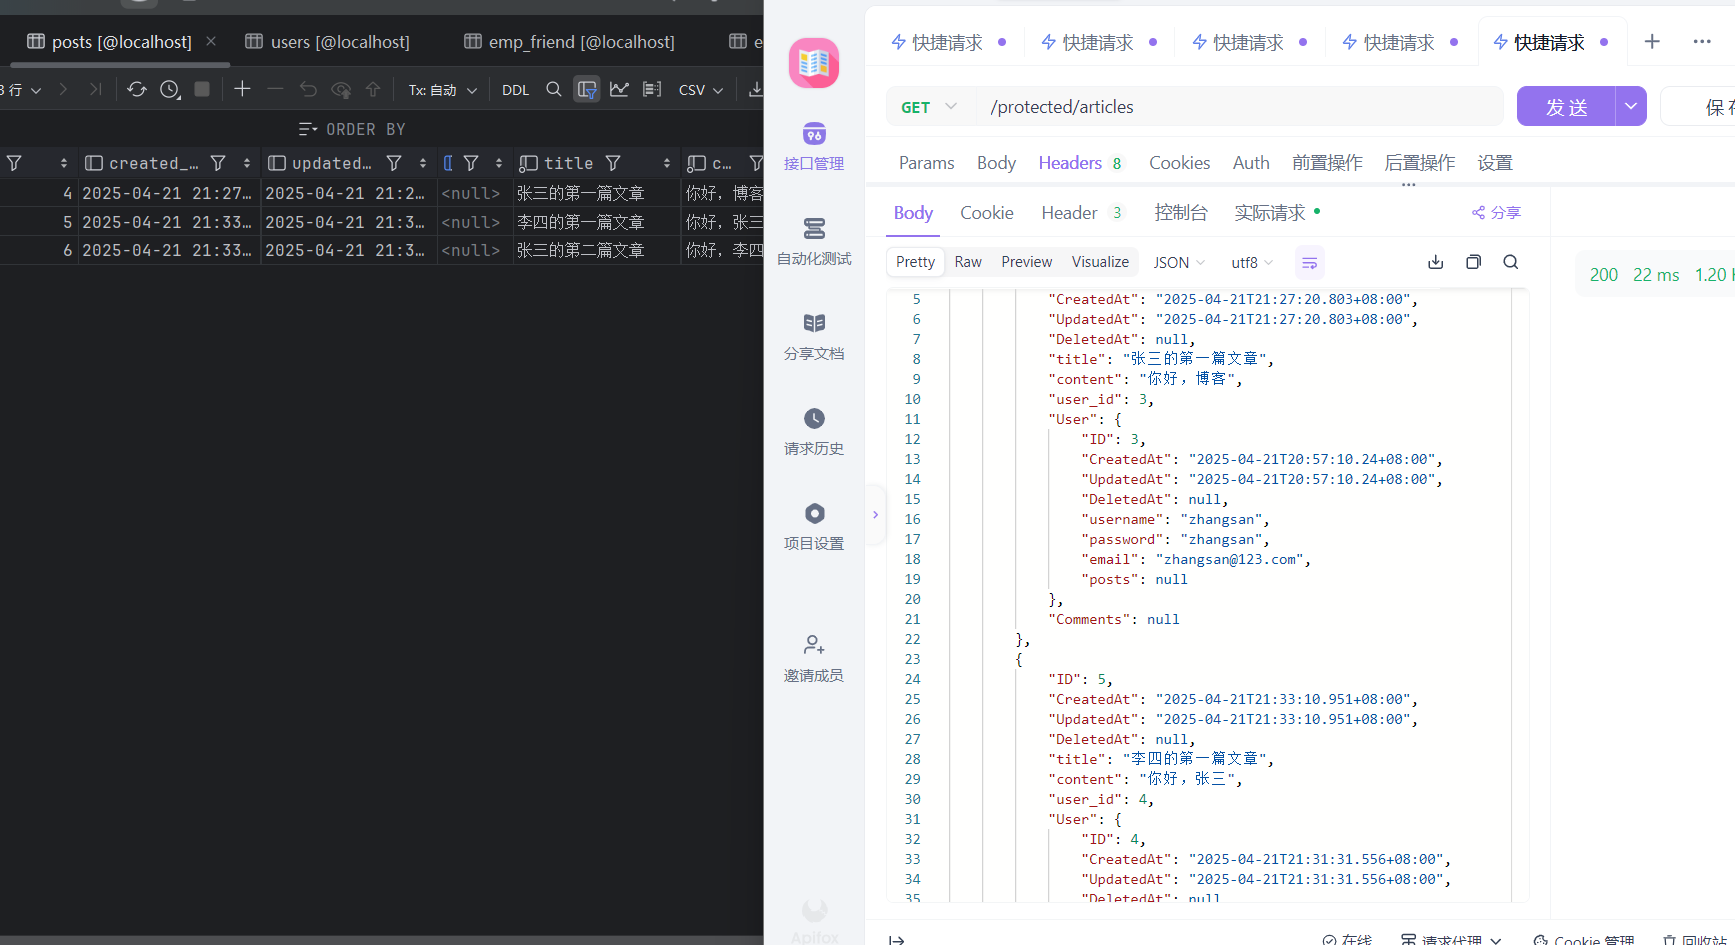 posts [@localhost]
users [@localhost]
emp_friend [@localhost]
行
Tx: 自动
DDL
CSV
ORDER BY
created_…
updated…
title
c…
4 2025-04-21 21:27… 2025-04-21 21:2… <null> 张三的第一篇文章 你好，博客
5 2025-04-21 21:33… 2025-04-21 21:3… <null> 李四的第一篇文章 你好，张三
6 2025-04-21 21:33… 2025-04-21 21:3… <null> 张三的第二篇文章 你好，李四
接口管理
自动化测试
分享文档
请求历史
项目设置
邀请成员
Apifox
快捷请求
快捷请求
快捷请求
快捷请求
快捷请求
GET
/protected/articles
发 送
保
Params
Body
Headers 8
Cookies
Auth
前置操作
后置操作
设置
Body
Cookie
Header 3
控制台
实际请求
分享
Pretty
Raw
Preview
Visualize
JSON
utf8
200 22 ms 1.20
5 "CreatedAt": "2025-04-21T21:27:20.803+08:00",
6 "UpdatedAt": "2025-04-21T21:27:20.803+08:00",
7 "DeletedAt": null,
8 "title": "张三的第一篇文章",
9 "content": "你好，博客",
10 "user_id": 3,
11 "User": {
12 "ID": 3,
13 "CreatedAt": "2025-04-21T20:57:10.24+08:00",
14 "UpdatedAt": "2025-04-21T20:57:10.24+08:00",
15 "DeletedAt": null,
16 "username": "zhangsan",
17 "password": "zhangsan",
18 "email": "zhangsan@123.com",
19 "posts": null
20 },
21 "Comments": null
22 },
23 {
24 "ID": 5,
25 "CreatedAt": "2025-04-21T21:33:10.951+08:00",
26 "UpdatedAt": "2025-04-21T21:33:10.951+08:00",
27 "DeletedAt": null,
28 "title": "李四的第一篇文章",
29 "content": "你好，张三",
30 "user_id": 4,
31 "User": {
32 "ID": 4,
33 "CreatedAt": "2025-04-21T21:31:31.556+08:00",
34 "UpdatedAt": "2025-04-21T21:31:31.556+08:00",
35 "DeletedAt": null
在线
请求代理
Cookie 管理
回收站